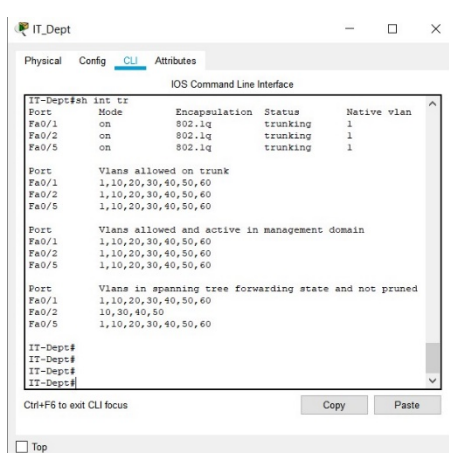 IT_Dept
Physical Config CLI Attributes
IOS Command Line Interface
IT-Dept#sh int tr
Port Mode Encapsulation Status Native vlan
Fa0/1 on 802.1q trunking 1
Fa0/2 on 802.1q trunking 1
Fa0/5 on 802.1q trunking 1
Port Vlans allowed on trunk
Fa0/1 1,10,20,30,40,50,60
Fa0/2 1,10,20,30,40,50,60
Fa0/5 1,10,20,30,40,50,60
Port Vlans allowed and active in management domain
Fa0/1 1,10,20,30,40,50,60
Fa0/2 1,10,20,30,40,50,60
Fa0/5 1,10,20,30,40,50,60
Port Vlans in spanning tree forwarding state and not pruned
Fa0/1 1,10,20,30,40,50,60
Fa0/2 10,30,40,50
Fa0/5 1,10,20,30,40,50,60
IT-Dept#
IT-Dept#
IT-Dept#
IT-Dept#
Ctrl+F6 to exit CLI focus Copy Paste
Top